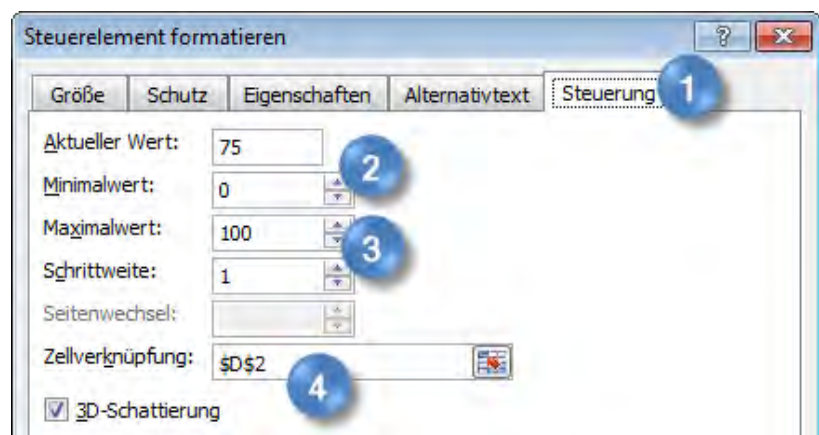 Steuerelement formatieren
Größe Schutz Eigenschaften Alternativtext Steuerung 1
Aktueller Wert: 75
2
Minimalwert: 0
Maximalwert: 100
3
Schrittweite: 1
Seitenwechsel:
Zellverknüpfung: $D$2
4
3D-Schattierung